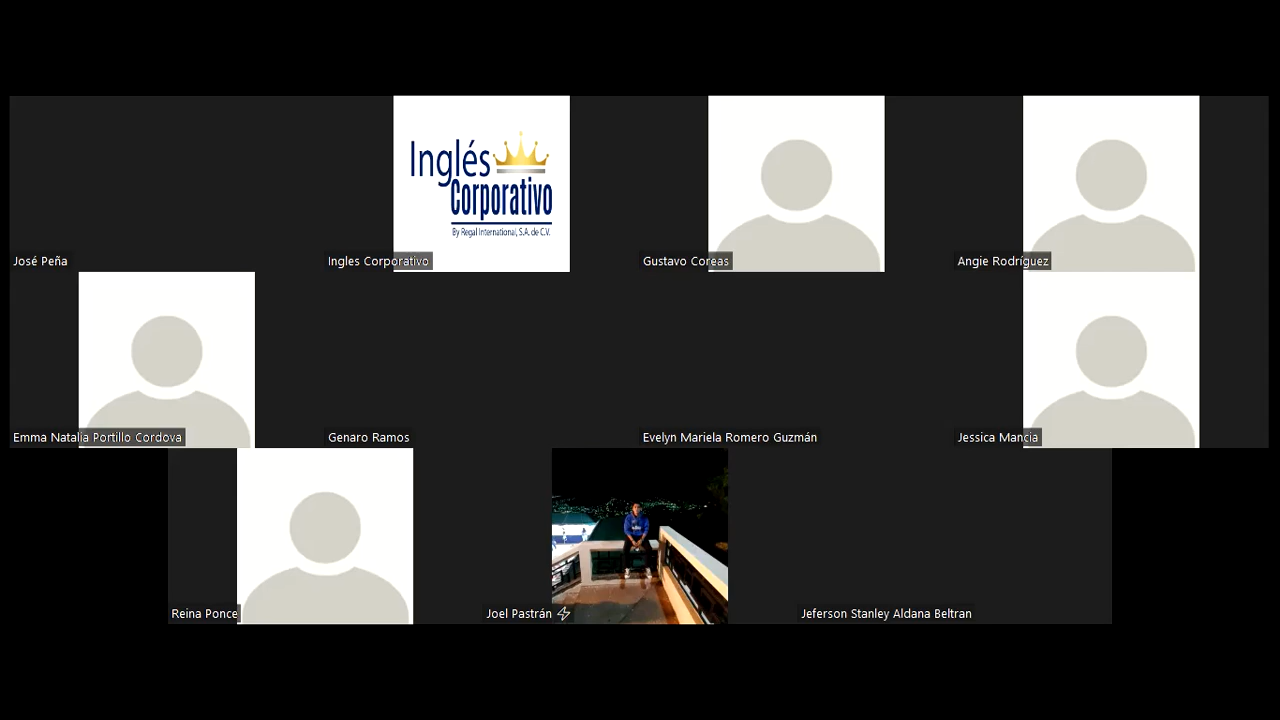 Inglés
Corporativo
By Regal International, S.A. de C.V.
José Peña
Ingles Corporativo
Gustavo Coreas
Angie Rodríguez
Emma Natalia Portillo Cordova
Genaro Ramos
Evelyn Mariela Romero Guzmán
Jessica Mancia
Reina Ponce
Joel Pastrán
Jeferson Stanley Aldana Beltran